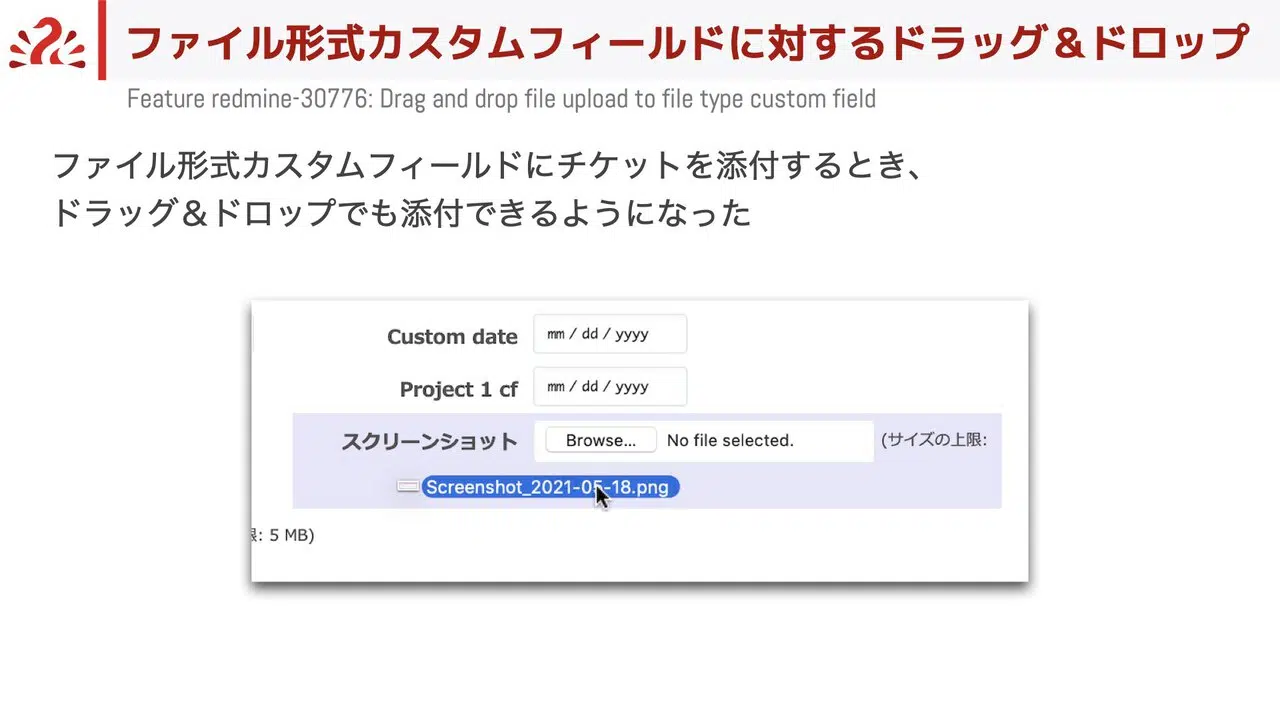 ファイル形式カスタムフィールドに対するドラッグ＆ドロップ
Feature redmine-30776: Drag and drop file upload to file type custom field
ファイル形式カスタムフィールドにチケットを添付するとき、
ドラッグ＆ドロップでも添付できるようになった
Custom date mm / dd / yyyy
Project 1 cf mm / dd / yyyy
スクリーンショット Browse... No file selected. (サイズの上限:
Screenshot_2021-05-18.png
限: 5 MB)